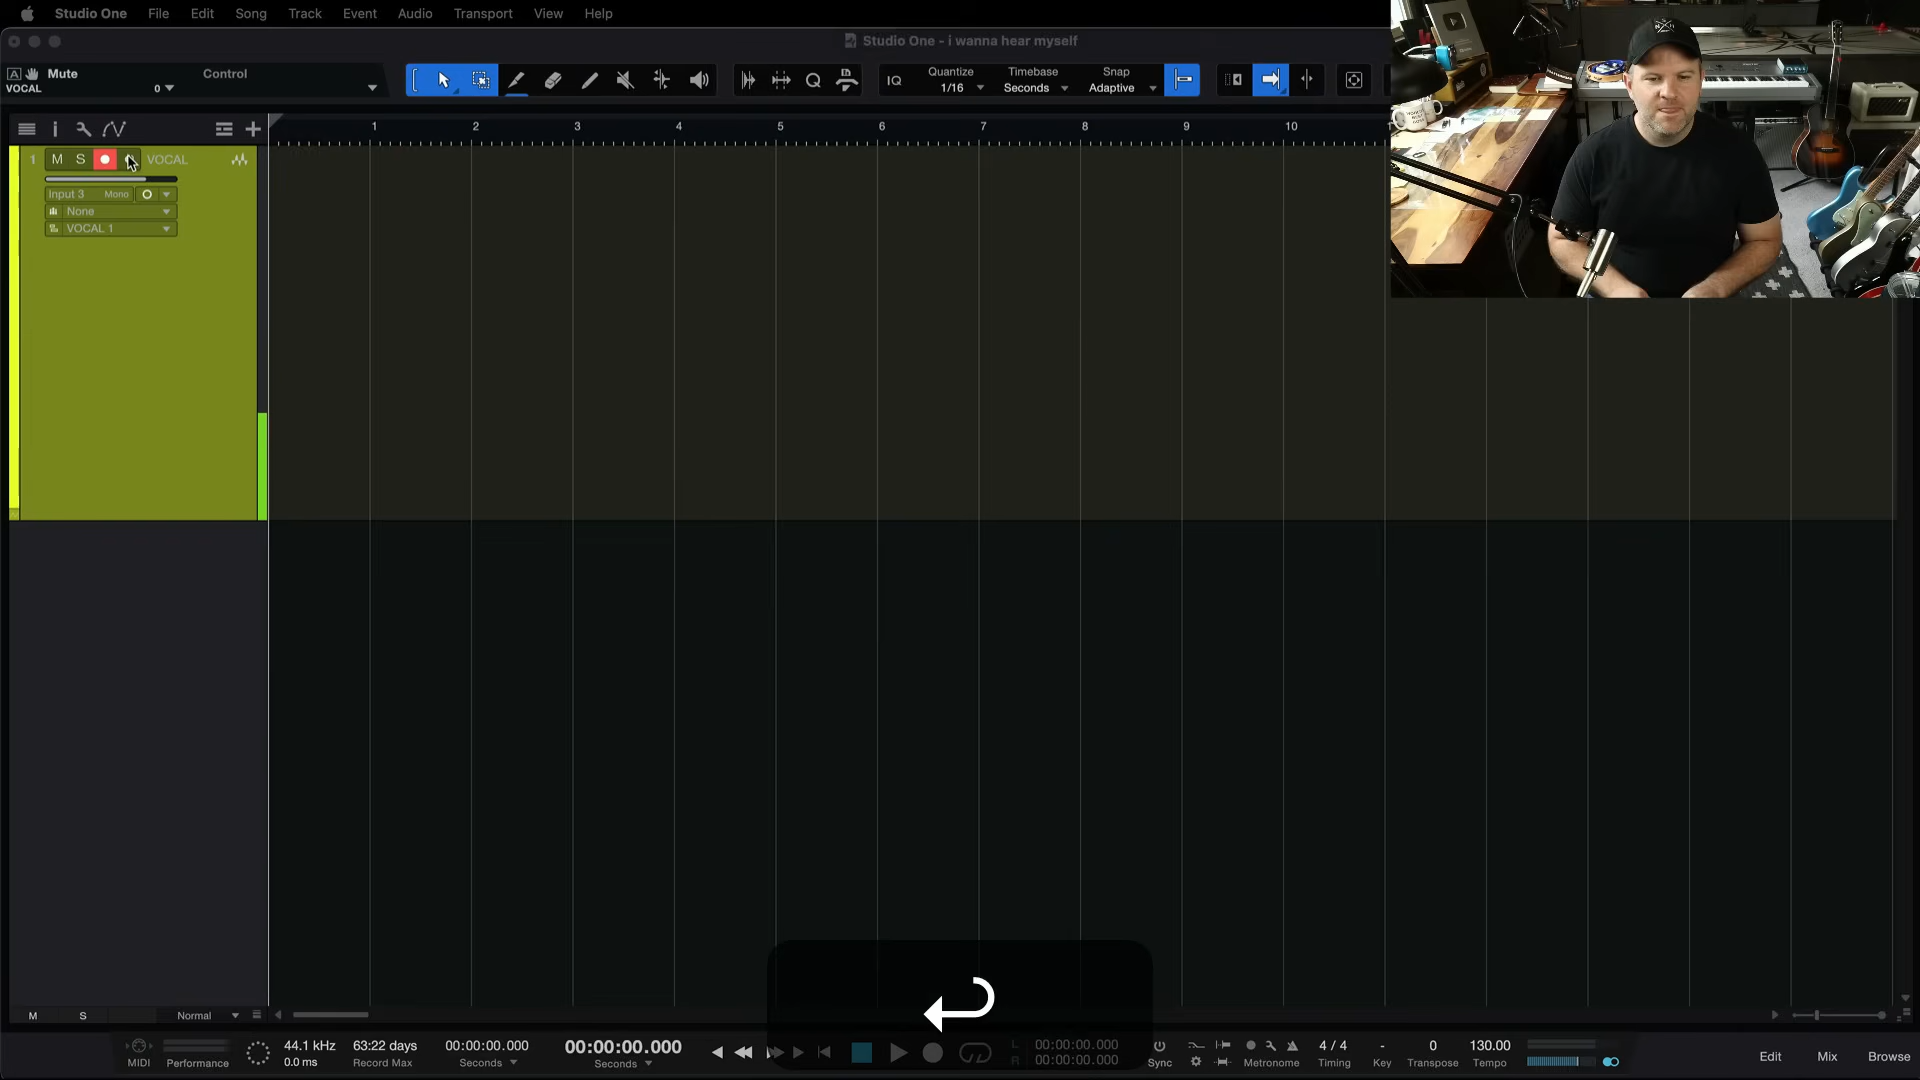 Studio One File Edit Song Track Event Audio Transport View Help
Studio One - i wanna hear myself
A Mute Control
VOCAL 0
IQ Quantize Timebase Snap
1/16 Seconds Adaptive
1 2 3 4 5 6 7 8 9 10
1 M S VOCAL
Input 3 Mono
None
VOCAL 1
M S Normal
MIDI Performance
44.1 kHz 63:22 days 00:00:00.000 00:00:00.000
0.0 ms Record Max Seconds Seconds
L 00:00:00.000
R 00:00:00.000
Sync Metronome
4 / 4 - 0 130.00
Timing Key Transpose Tempo
Edit Mix Browse